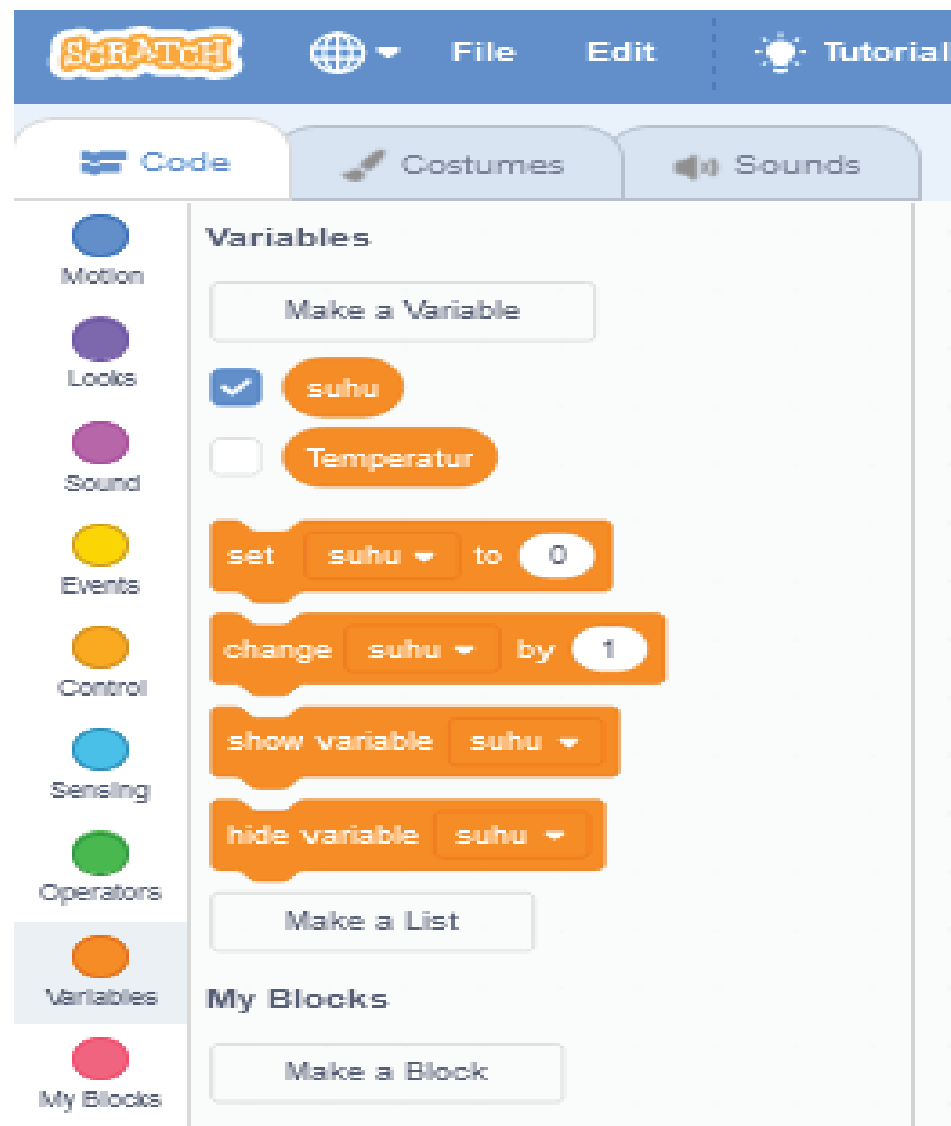 SCRATCH File Edit Tutorial
Code Costumes Sounds
Motion
Looks
Sound
Events
Control
Sensing
Operators
Variables
My Blocks
Variables
Make a Variable
suhu
Temperatur
set suhu to 0
change suhu by 1
show variable suhu
hide variable suhu
Make a List
My Blocks
Make a Block